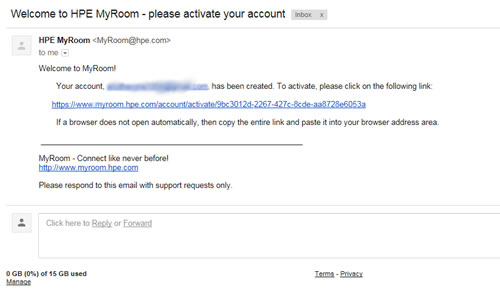 Welcome to HPE MyRoom - please activate your account Inbox x
HPE MyRoom <MyRoom@hpe.com>
to me
Welcome to MyRoom!
Your account, , has been created. To activate, please click on the following link:
https://www.myroom.hpe.com/account/activate/9bc3012d-2267-427c-8cde-aa8728e6053a
If a browser does not open automatically, then copy the entire link and paste it into your browser address area.
MyRoom - Connect like never before!
http://www.myroom.hpe.com
Please respond to this email with support requests only.
Click here to Reply or Forward
0 GB (0%) of 15 GB used
Manage
Terms - Privacy